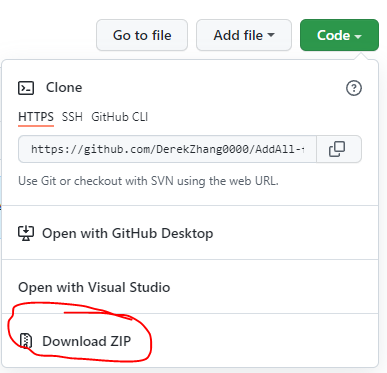 Go to file Add file Code
Clone
HTTPS SSH GitHub CLI
https://github.com/DerekZhang0000/AddAll-
Use Git or checkout with SVN using the web URL.
Open with GitHub Desktop
Open with Visual Studio
Download ZIP